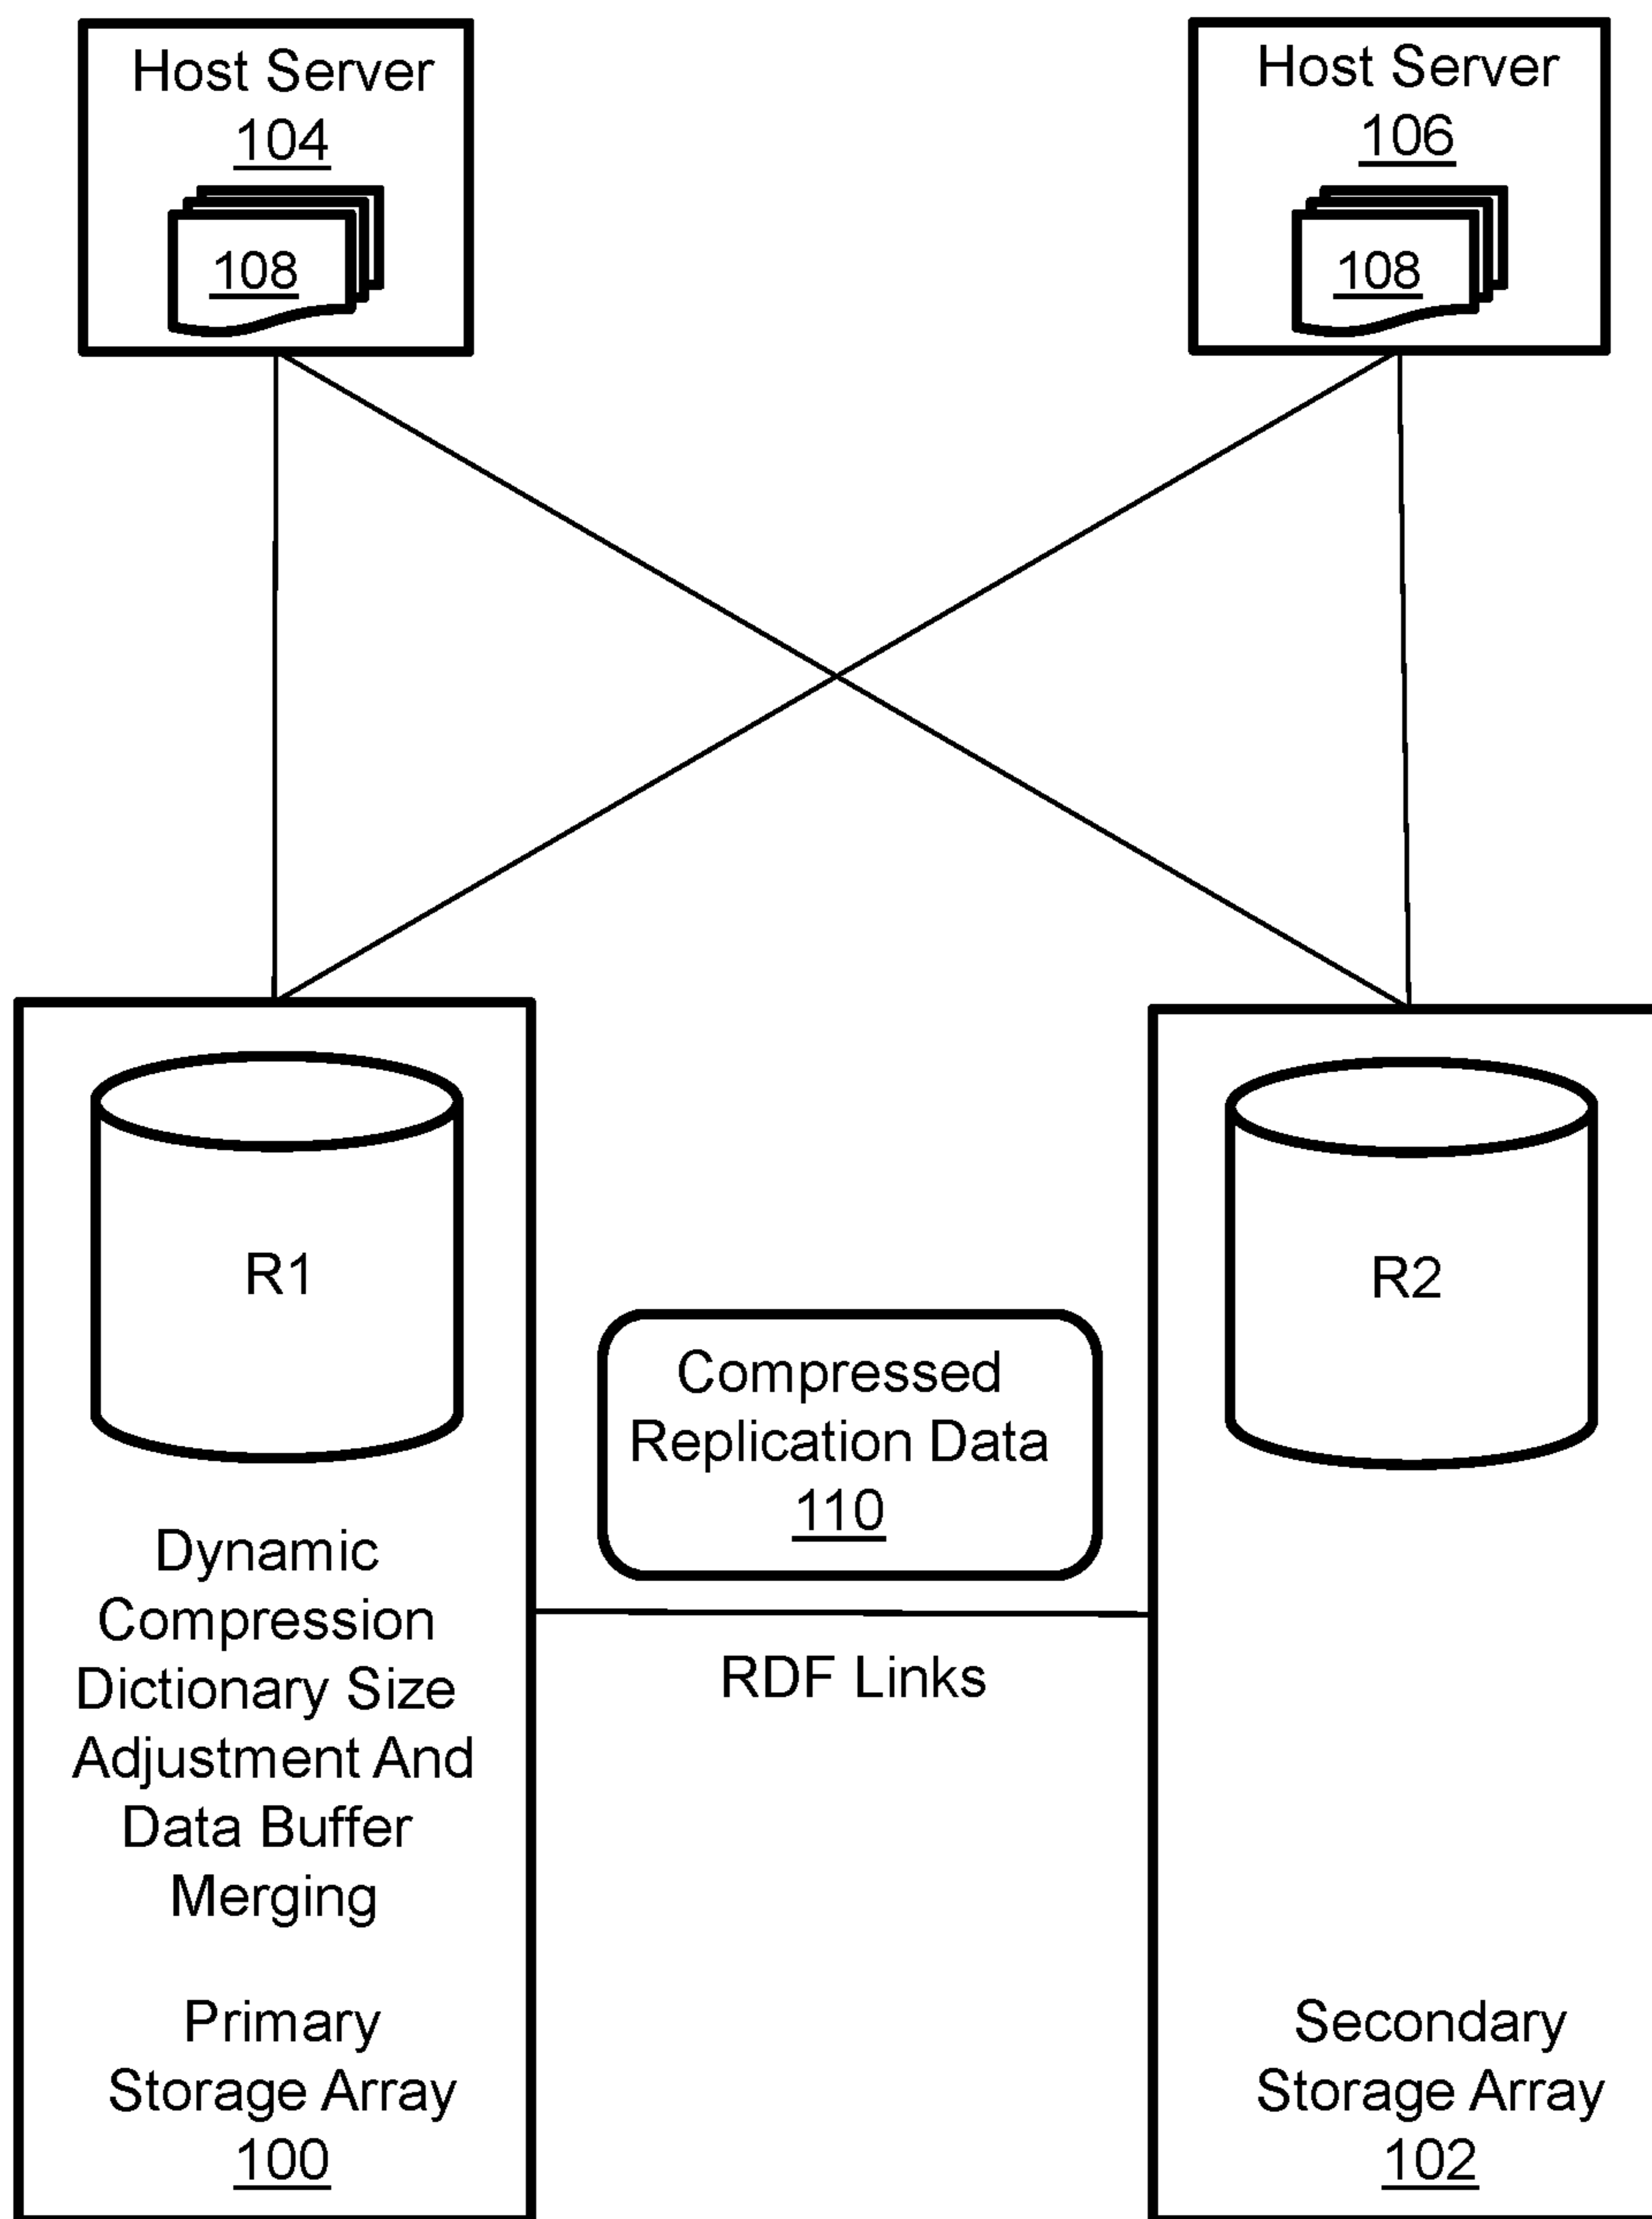 Host Server
104
108
Host Server
106
108
R1
Dynamic
Compression
Dictionary Size
Adjustment And
Data Buffer
Merging
Primary
Storage Array
100
Compressed
Replication Data
110
RDF Links
R2
Secondary
Storage Array
102